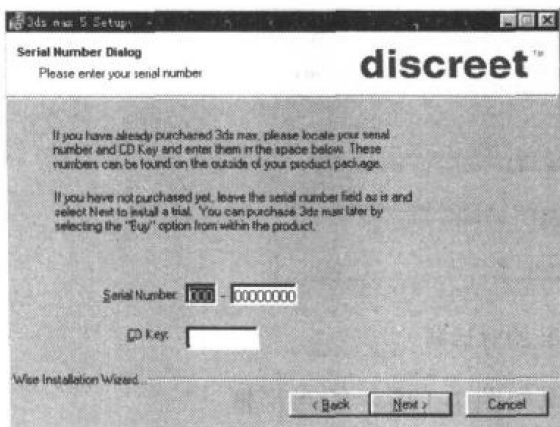 3ds max 5 Setup
Serial Number Dialog
Please enter your serial number
discreet™
If you have already purchased 3ds max, please locate your serial
number and CD Key and enter them in the space below. These
numbers can be found on the outside of your product package.
If you have not purchased yet, leave the serial number field as is and
select Next to install a trial. You can purchase 3ds max later by
selecting the "Buy" option from within the product.
Serial Number: 000 - 00000000
CD Key:
Wise Installation Wizard
< Back Next > Cancel